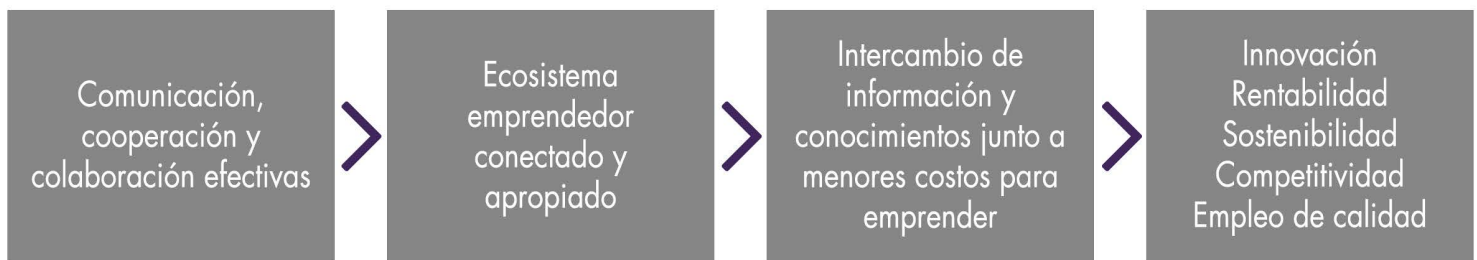 Comunicación,
cooperación y
colaboración efectivas
Ecosistema
emprendedor
conectado y
apropiado
Intercambio de
información y
conocimientos junto a
menores costos para
emprender
Innovación
Rentabilidad
Sostenibilidad
Competitividad
Empleo de calidad